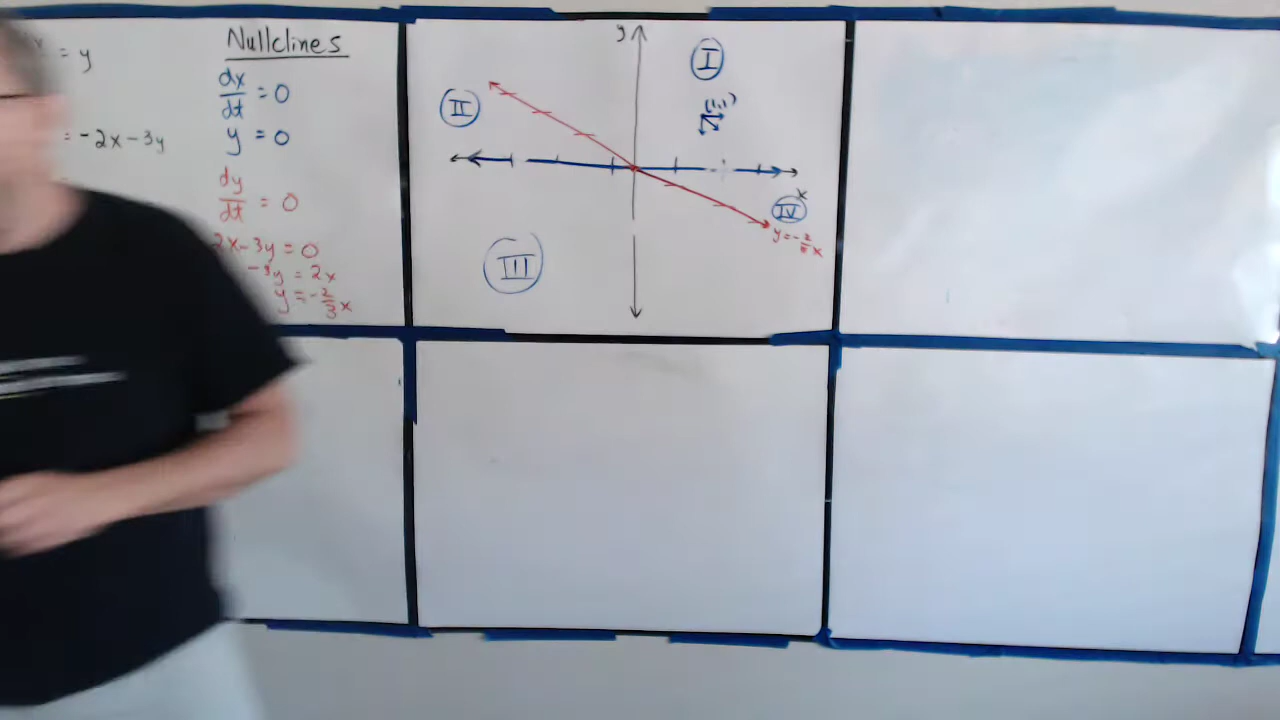 = y
= -2x-3y
Nullclines
dx/dt = 0
y = 0
dy/dt = 0
2x-3y = 0
-3y = 2x
y = -2/3 x
y
I
II
III
IV
x